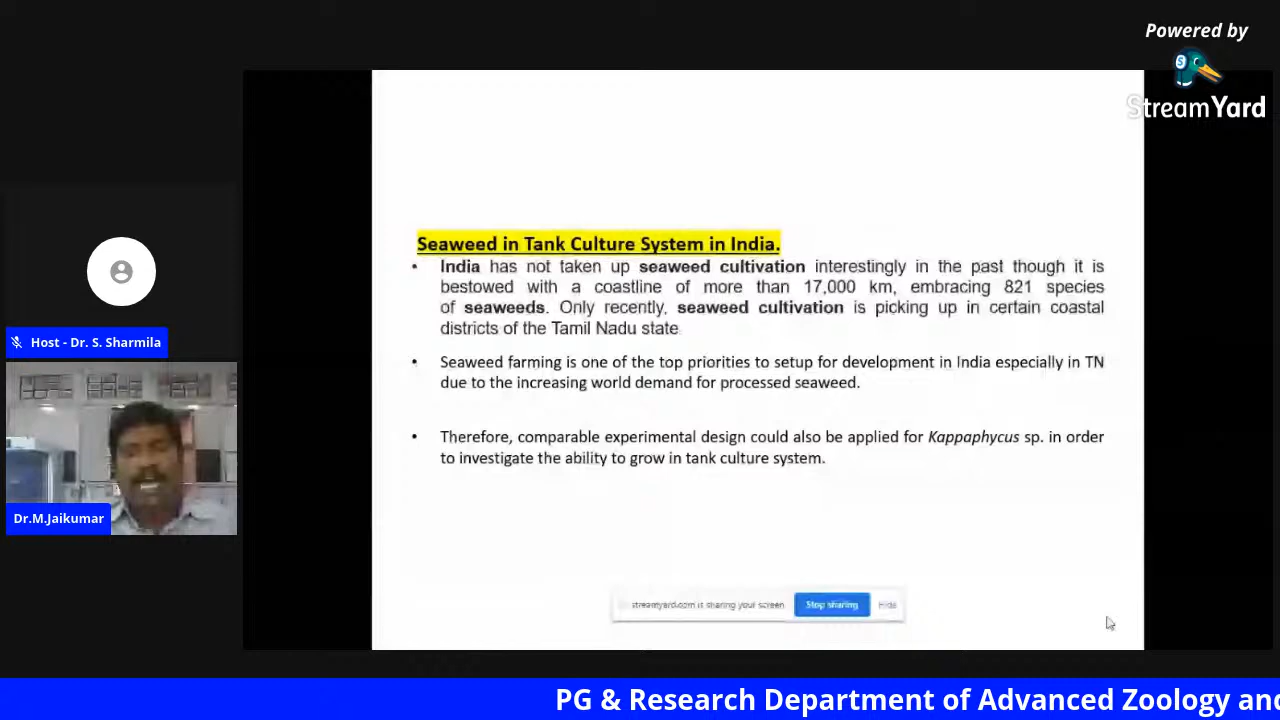 Powered by
StreamYard
Seaweed in Tank Culture System in India.
• India has not taken up seaweed cultivation interestingly in the past though it is
bestowed with a coastline of more than 17,000 km, embracing 821 species
of seaweeds. Only recently, seaweed cultivation is picking up in certain coastal
districts of the Tamil Nadu state
• Seaweed farming is one of the top priorities to setup for development in India especially in TN
due to the increasing world demand for processed seaweed.
• Therefore, comparable experimental design could also be applied for Kappaphycus sp. in order
to investigate the ability to grow in tank culture system.
Host - Dr. S. Sharmila
Dr.M.Jaikumar
streamyard.com is sharing your screen
Stop sharing
Hide
PG & Research Department of Advanced Zoology and